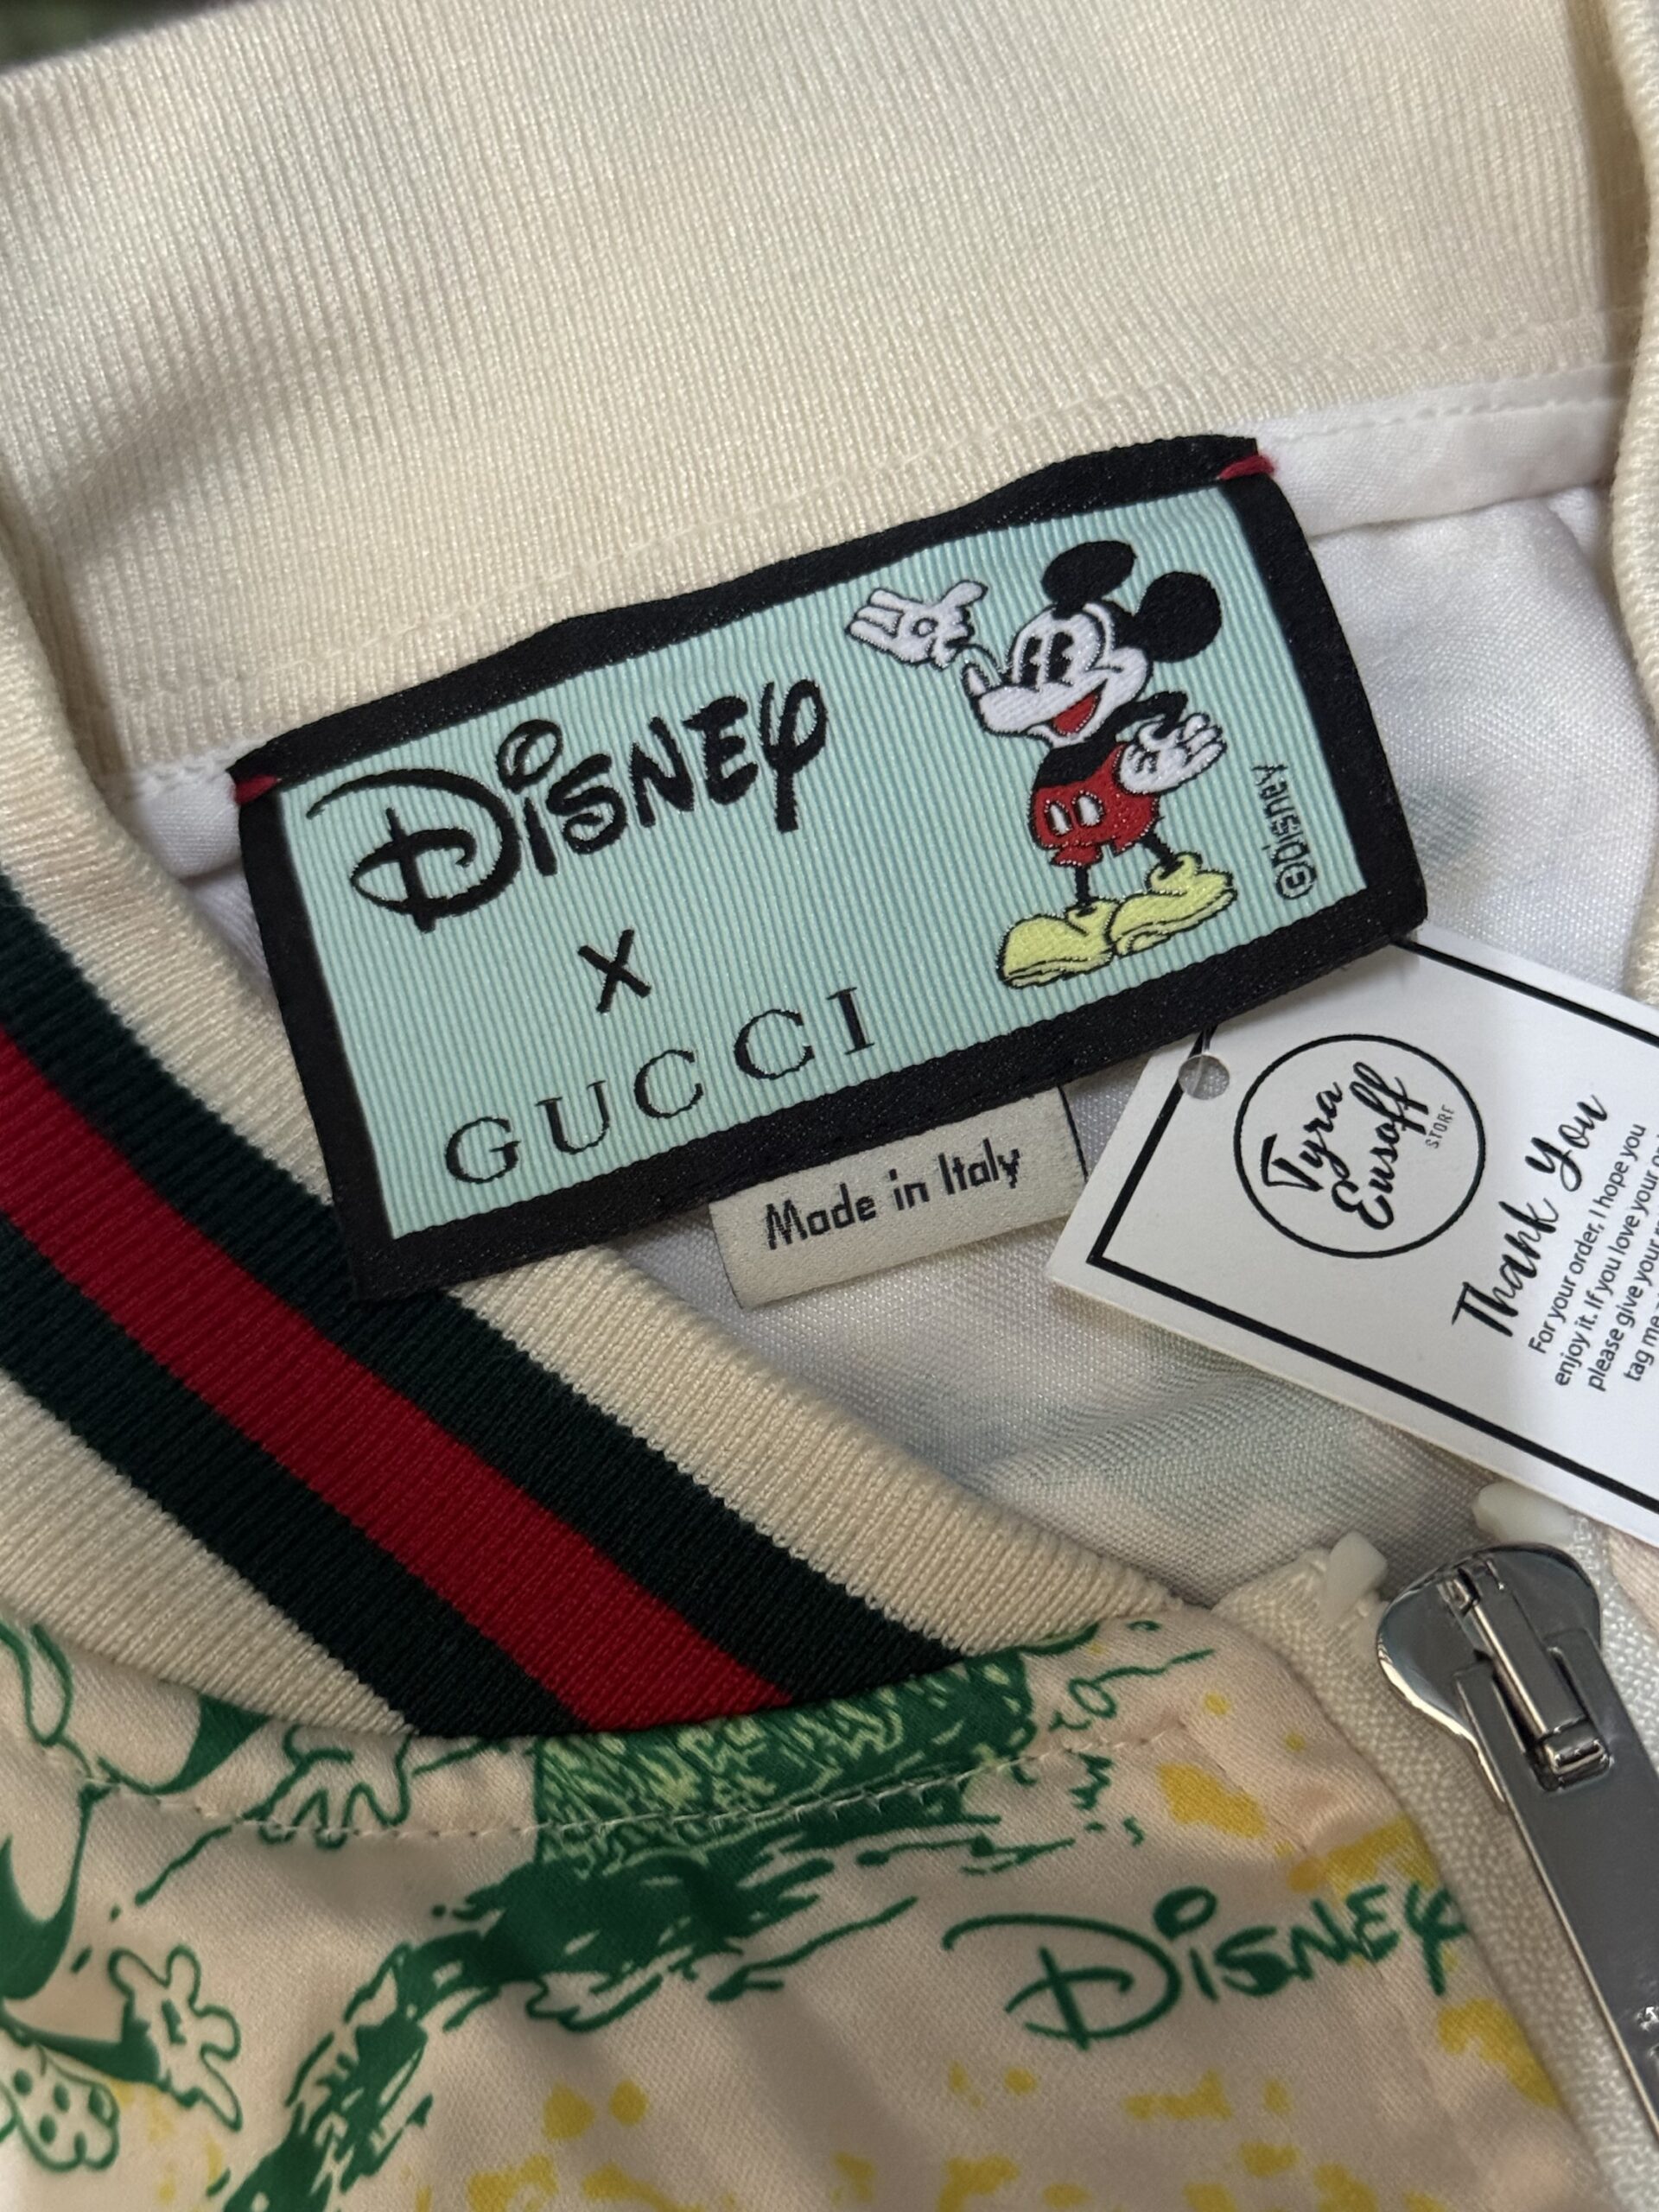 Disney
x
GUCCI
©Disney
Made in Italy
Tyra
Eusoff
STORE
Thank You
For your order, I hope you
enjoy it. If you love your
please give your
tag me
Disney